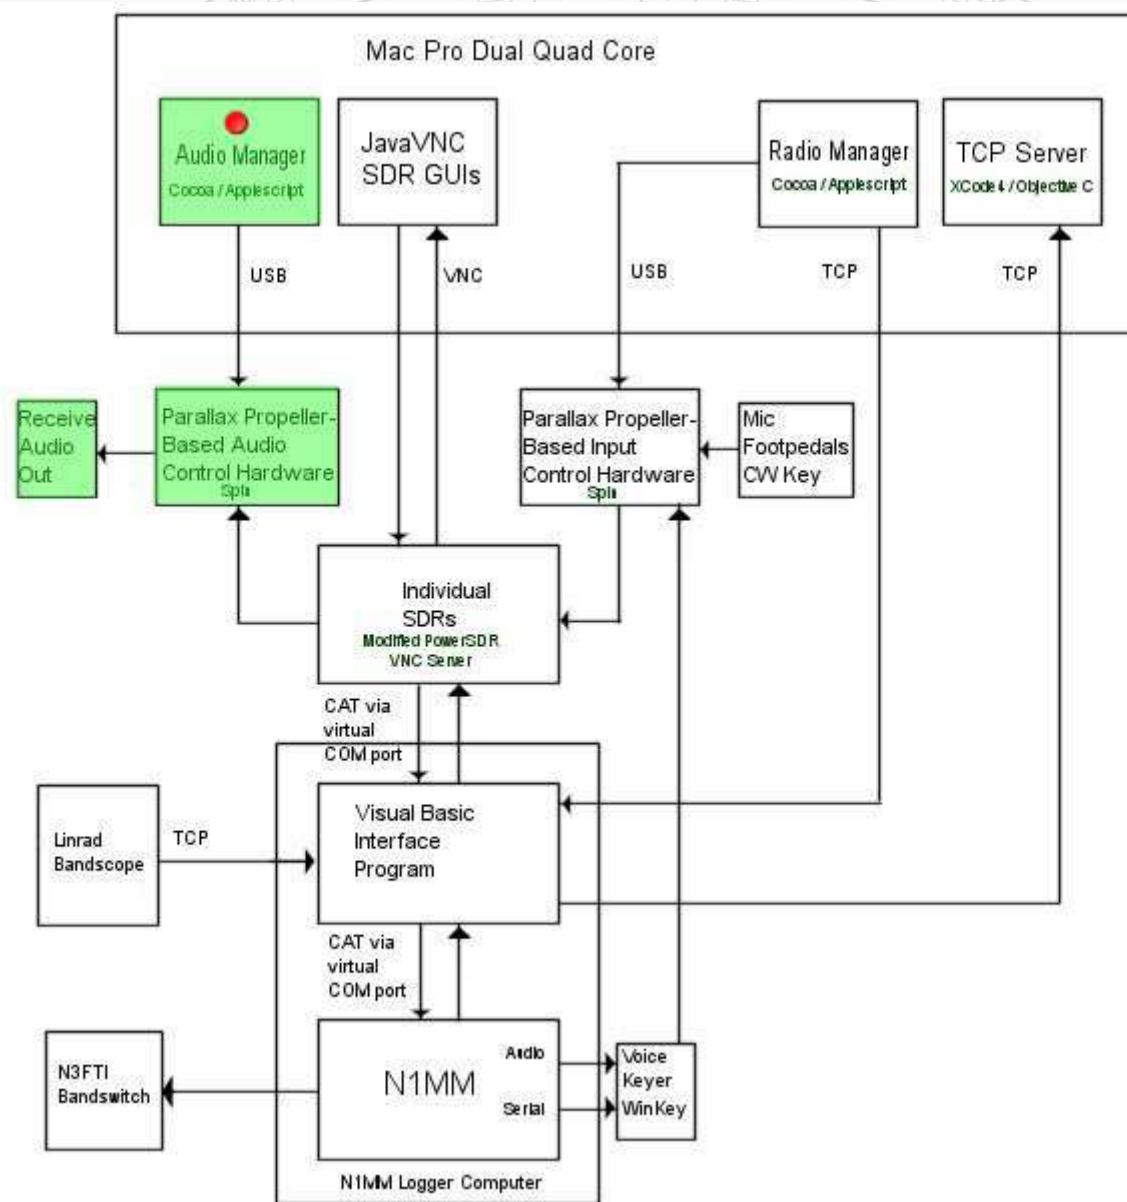 Mac Pro Dual Quad Core
Audio Manager
Cocoa / Applescript
JavaVNC
SDR GUIs
Radio Manager
Cocoa / Applescript
TCP Server
XCode4 / Objective C
USB
VNC
USB
TCP
TCP
Receive
Audio
Out
Parallax Propeller-
Based Audio
Control Hardware
Spin
Parallax Propeller-
Based Input
Control Hardware
Spin
Mic
Footpedals
CW Key
Individual
SDRs
Modified PowerSDR
VNC Server
CAT via
virtual
COM port
Linrad
Bandscope
TCP
Visual Basic
Interface
Program
CAT via
virtual
COM port
N3FTI
Bandswitch
N1MM
Audio
Serial
Voice
Keyer
WinKey
N1MM Logger Computer